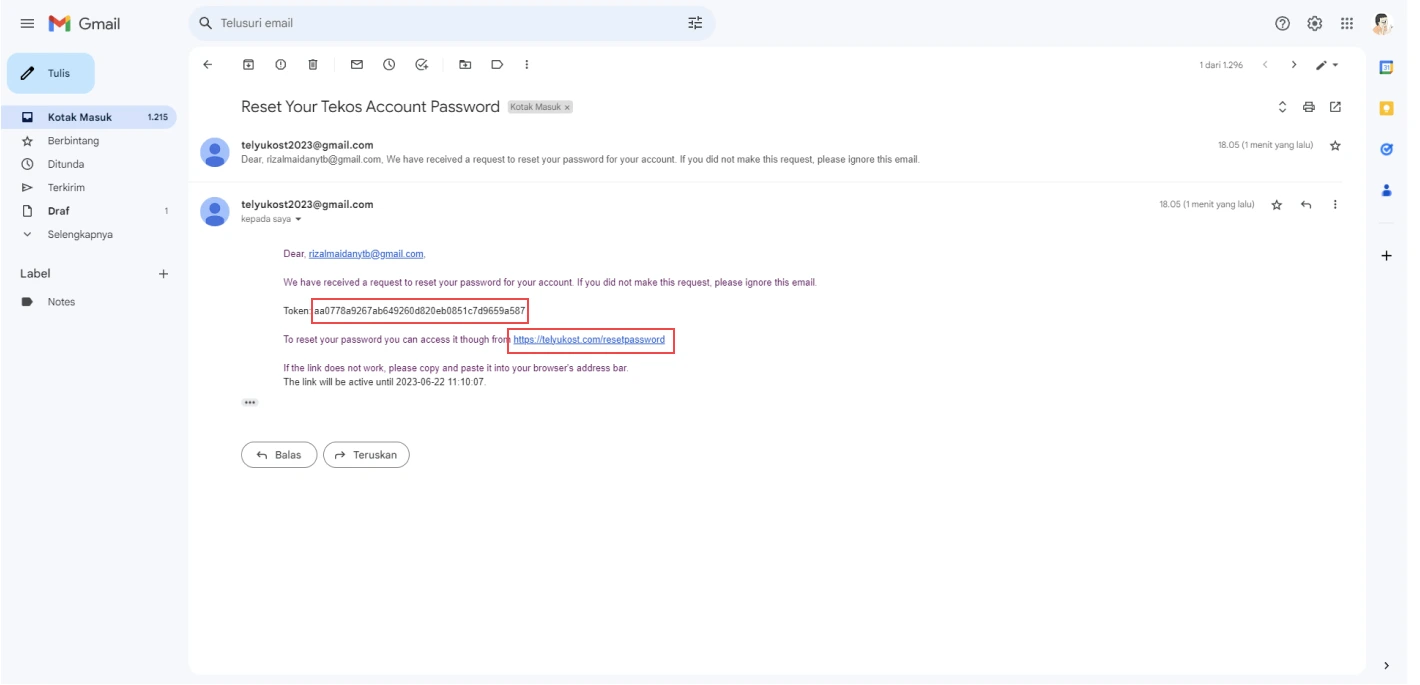 Gmail
Telusuri email
Tulis
Kotak Masuk 1.215
Berbintang
Ditunda
Terkirim
Draf 1
Selengkapnya
Label
Notes
1 dari 1.296
Reset Your Tekos Account Password Kotak Masuk ×
telyukost2023@gmail.com 18.05 (1 menit yang lalu)
Dear, rizalmaidanytb@gmail.com, We have received a request to reset your password for your account. If you did not make this request, please ignore this email.
telyukost2023@gmail.com 18.05 (1 menit yang lalu)
kepada saya
Dear, rizalmaidanytb@gmail.com,
We have received a request to reset your password for your account. If you did not make this request, please ignore this email.
Token: aa0778a9267ab649260d820eb0851c7d9659a587
To reset your password you can access it though from https://telyukost.com/resetpassword
If the link does not work, please copy and paste it into your browser's address bar.
The link will be active until 2023-06-22 11:10:07.
Balas Teruskan
31